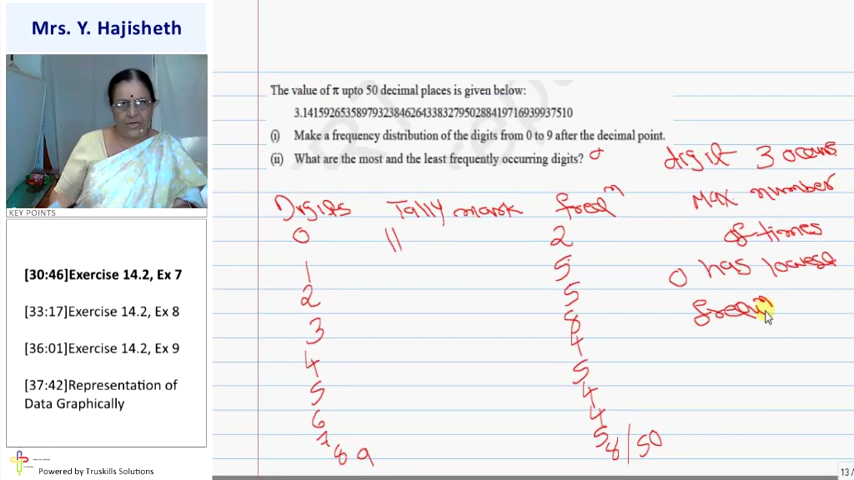 Mrs. Y. Hajisheth
KEY POINTS
[30:46]Exercise 14.2, Ex 7
[33:17]Exercise 14.2, Ex 8
[36:01]Exercise 14.2, Ex 9
[37:42]Representation of
Data Graphically
Powered by Truskills Solutions
The value of π upto 50 decimal places is given below:
3.14159265358979323846264338327950288419716939937510
(i) Make a frequency distribution of the digits from 0 to 9 after the decimal point.
(ii) What are the most and the least frequently occurring digits?
Digits Tally mark freqn
0 || 2
1 5
2 5
3 8
4 4
5 5
6 4
7 4
8 5
9 8/50
digit 3 occurs
Max number
of times
0 has lowest
freqn
13/